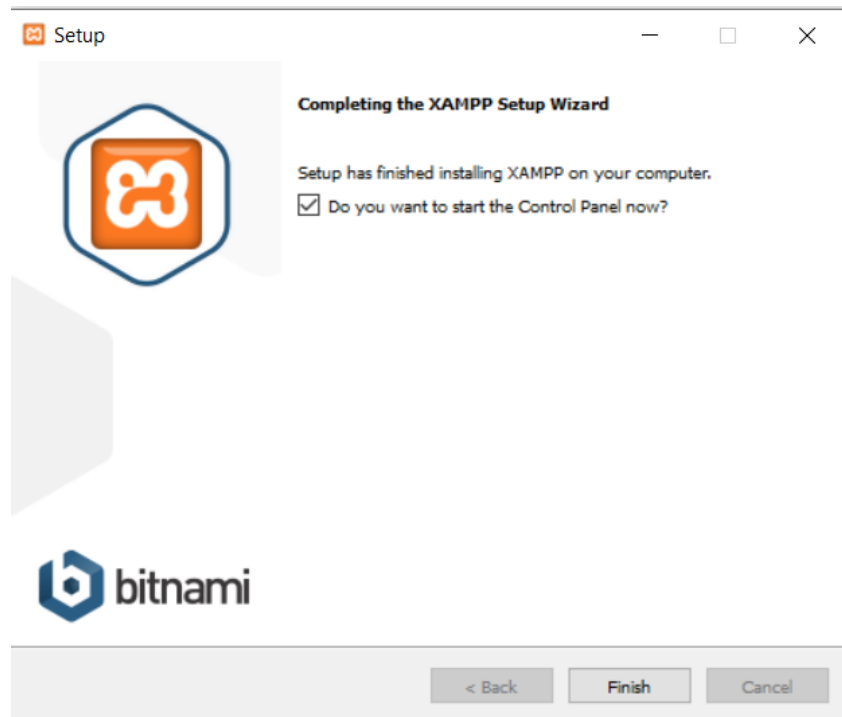 Setup
Completing the XAMPP Setup Wizard
Setup has finished installing XAMPP on your computer.
Do you want to start the Control Panel now?
bitnami
< Back
Finish
Cancel